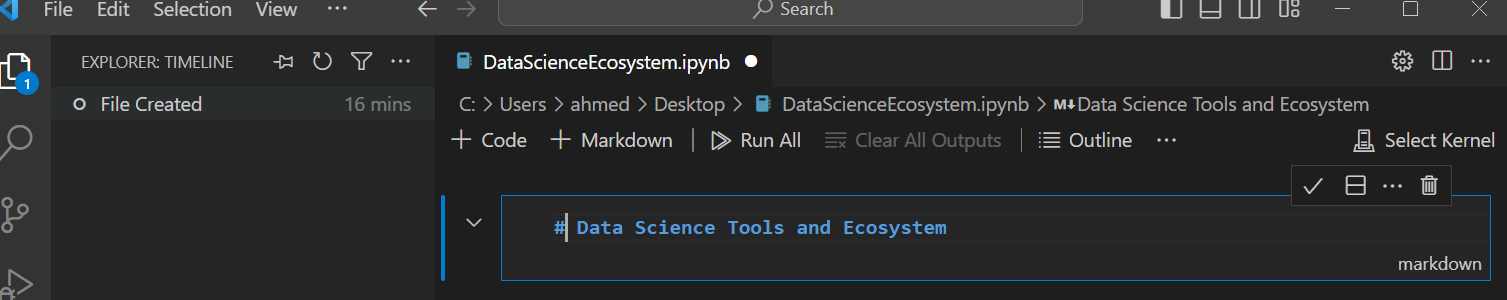 File Edit Selection View ··· Search
EXPLORER: TIMELINE ···
File Created 16 mins
1
DataScienceEcosystem.ipynb ···
C: > Users > ahmed > Desktop > DataScienceEcosystem.ipynb > M↓Data Science Tools and Ecosystem
+ Code + Markdown | Run All Clear All Outputs | Outline ··· Select Kernel
···
# Data Science Tools and Ecosystem
markdown